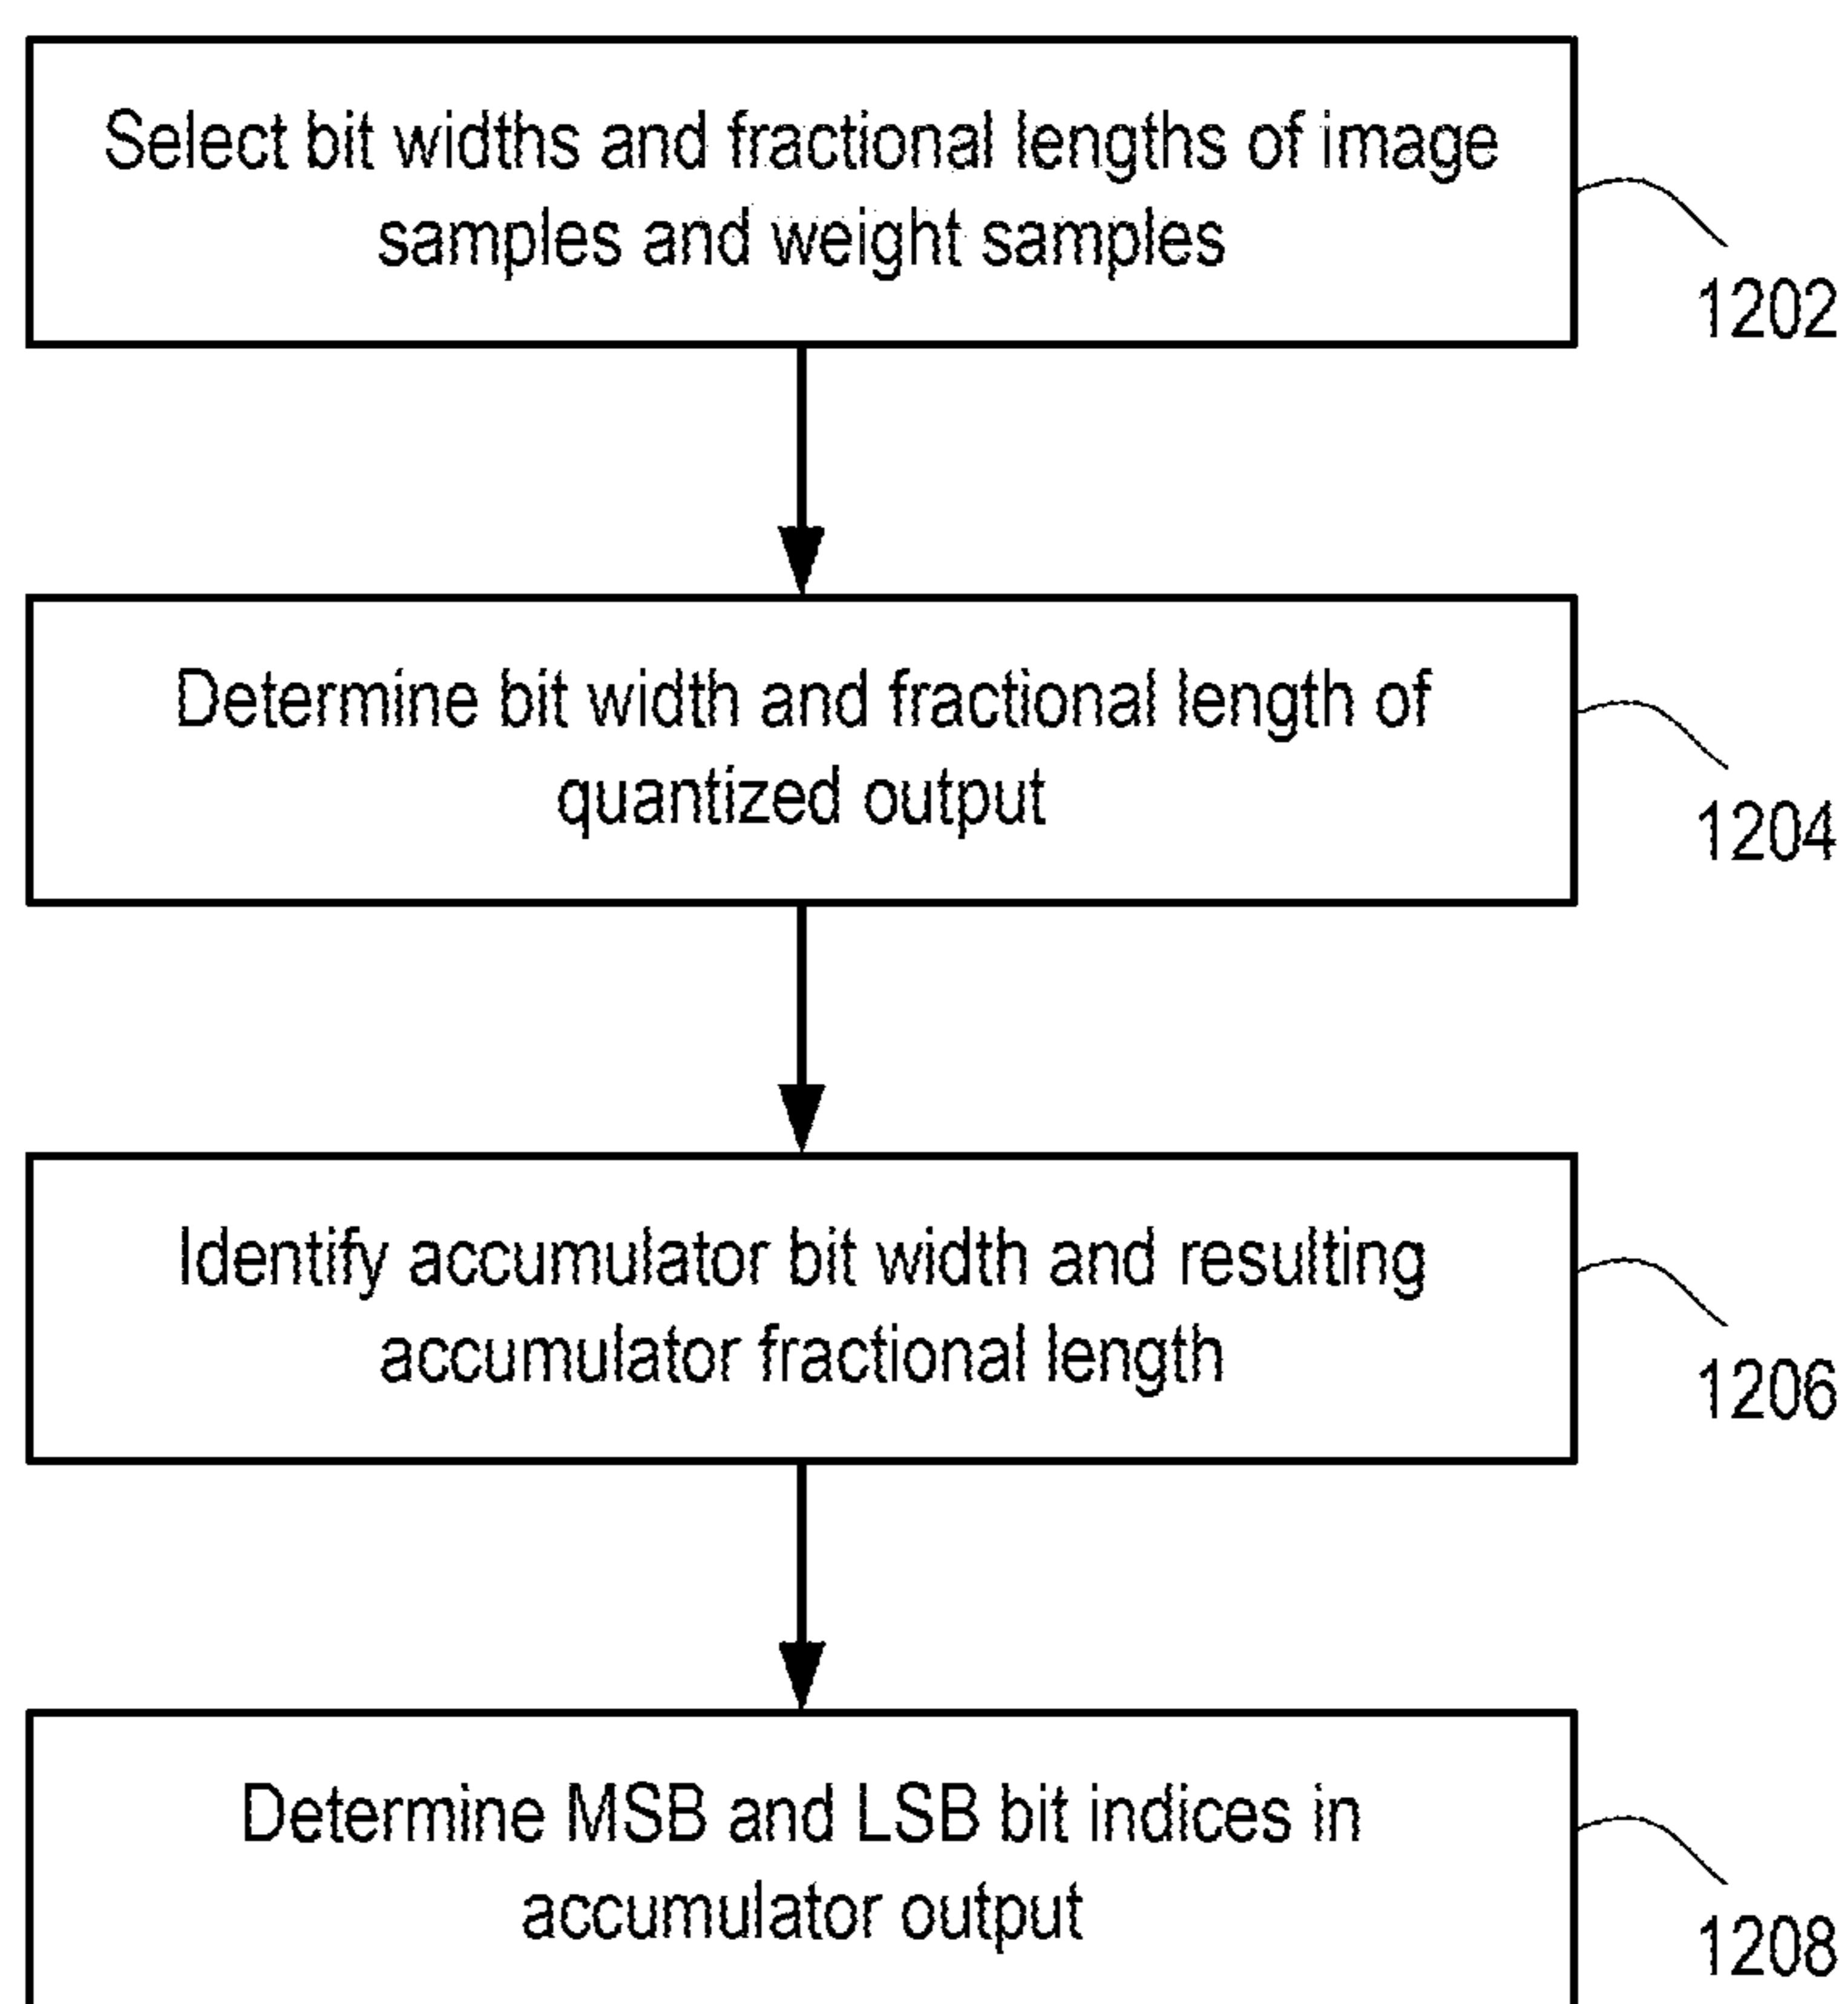 Select bit widths and fractional lengths of image
samples and weight samples
1202
Determine bit width and fractional length of
quantized output
1204
Identify accumulator bit width and resulting
accumulator fractional length
1206
Determine MSB and LSB bit indices in
accumulator output
1208